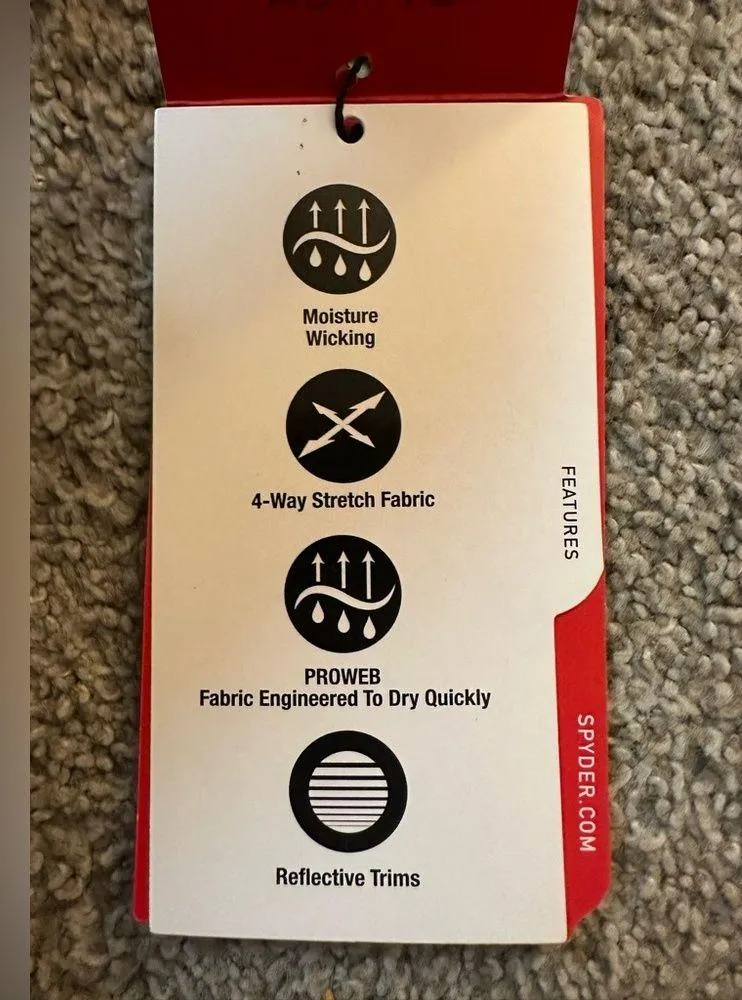 Moisture
Wicking
4-Way Stretch Fabric
PROWEB
Fabric Engineered To Dry Quickly
Reflective Trims
FEATURES
SPYDER.COM